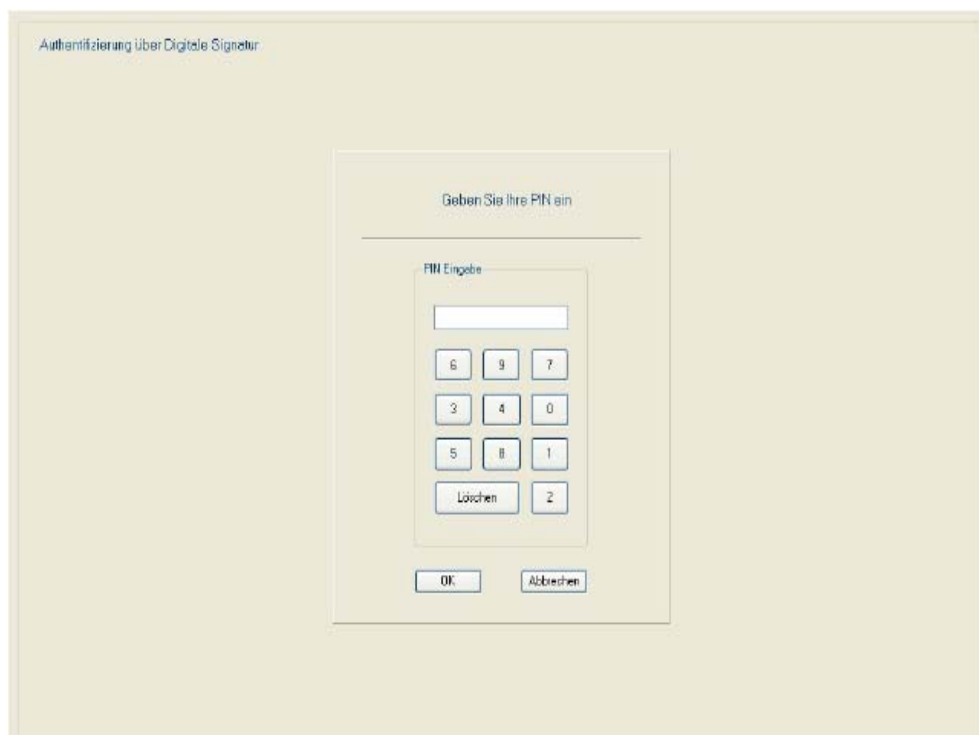 Authentifizierung über Digitale Signatur
Geben Sie Ihre PIN ein
PIN Eingabe
6 9 7
3 4 0
5 8 1
Löschen 2
OK Abbrechen